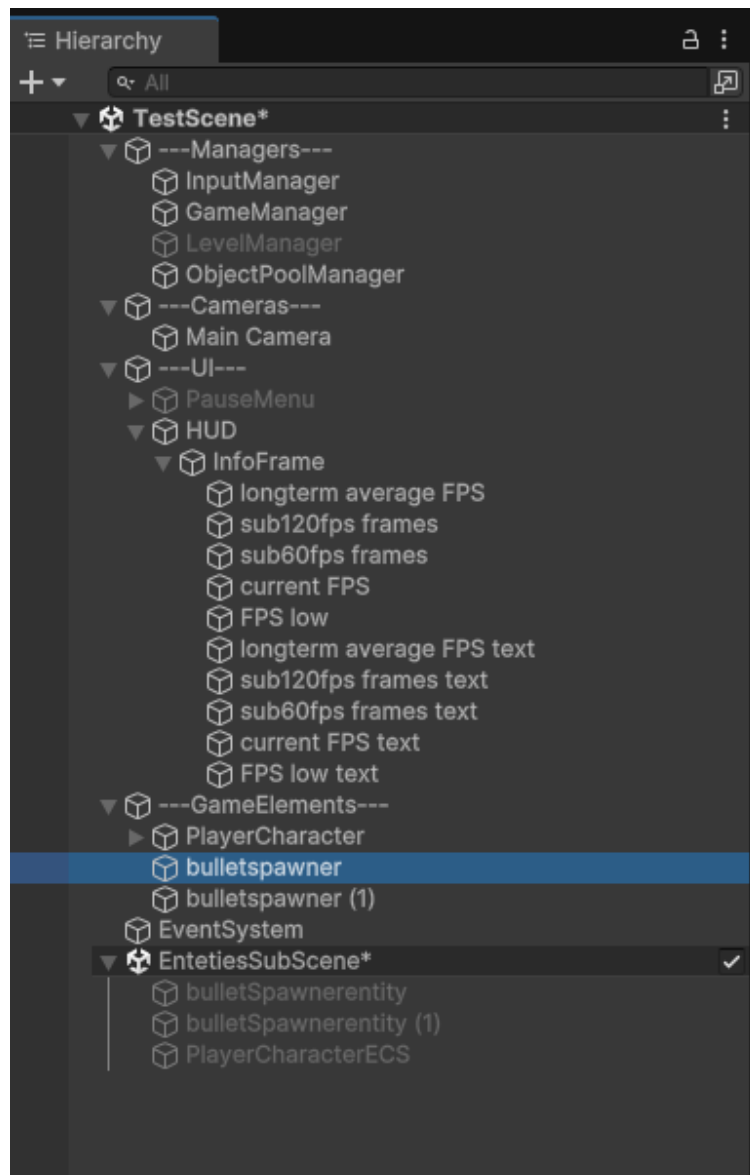 Hierarchy
All
TestScene*
---Managers---
InputManager
GameManager
LevelManager
ObjectPoolManager
---Cameras---
Main Camera
---UI---
PauseMenu
HUD
InfoFrame
longterm average FPS
sub120fps frames
sub60fps frames
current FPS
FPS low
longterm average FPS text
sub120fps frames text
sub60fps frames text
current FPS text
FPS low text
---GameElements---
PlayerCharacter
bulletspawner
bulletspawner (1)
EventSystem
EntetiesSubScene*
bulletSpawnerentity
bulletSpawnerentity (1)
PlayerCharacterECS